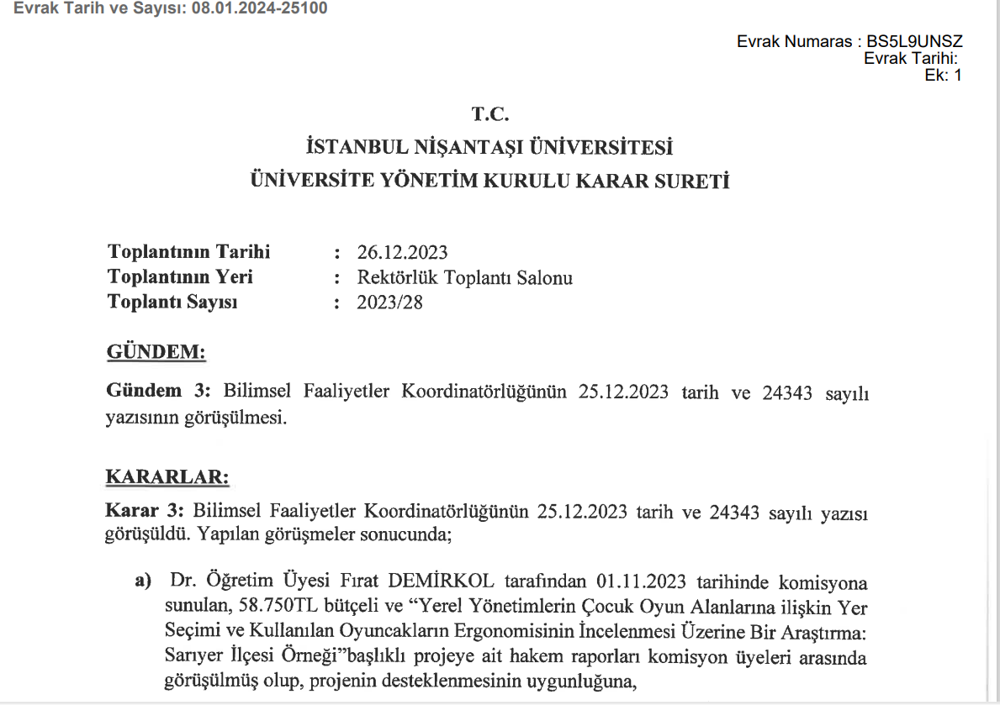 Evrak Tarih ve Sayısı: 08.01.2024-25100
Evrak Numaras : BS5L9UNSZ
Evrak Tarihi:
Ek: 1
T.C.
İSTANBUL NİŞANTAŞI ÜNİVERSİTESİ
ÜNİVERSİTE YÖNETİM KURULU KARAR SURETİ
Toplantının Tarihi : 26.12.2023
Toplantının Yeri : Rektörlük Toplantı Salonu
Toplantı Sayısı : 2023/28
GÜNDEM:
Gündem 3: Bilimsel Faaliyetler Koordinatörlüğünün 25.12.2023 tarih ve 24343 sayılı
yazısının görüşülmesi.
KARARLAR:
Karar 3: Bilimsel Faaliyetler Koordinatörlüğünün 25.12.2023 tarih ve 24343 sayılı yazısı
görüşüldü. Yapılan görüşmeler sonucunda;
a) Dr. Öğretim Üyesi Fırat DEMİRKOL tarafından 01.11.2023 tarihinde komisyona
sunulan, 58.750TL bütçeli ve “Yerel Yönetimlerin Çocuk Oyun Alanlarına ilişkin Yer
Seçimi ve Kullanılan Oyuncakların Ergonomisinin İncelenmesi Üzerine Bir Araştırma:
Sarıyer İlçesi Örneği”başlıklı projeye ait hakem raporları komisyon üyeleri arasında
görüşülmüş olup, projenin desteklenmesinin uygunluğuna,